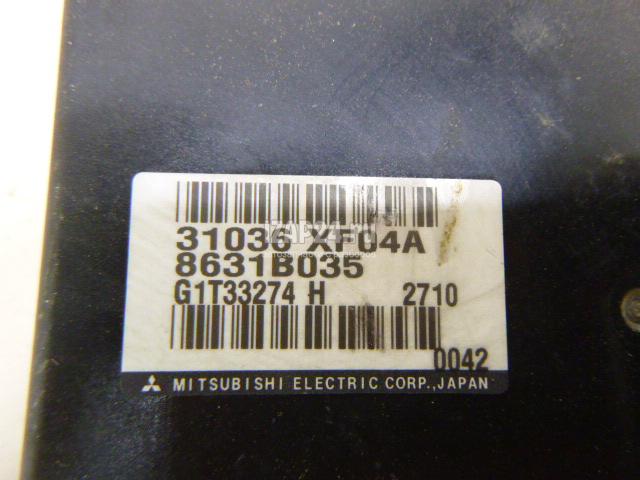 31036 XF04A
8631B035
G1T33274 H 2710
0042
MITSUBISHI ELECTRIC CORP., JAPAN